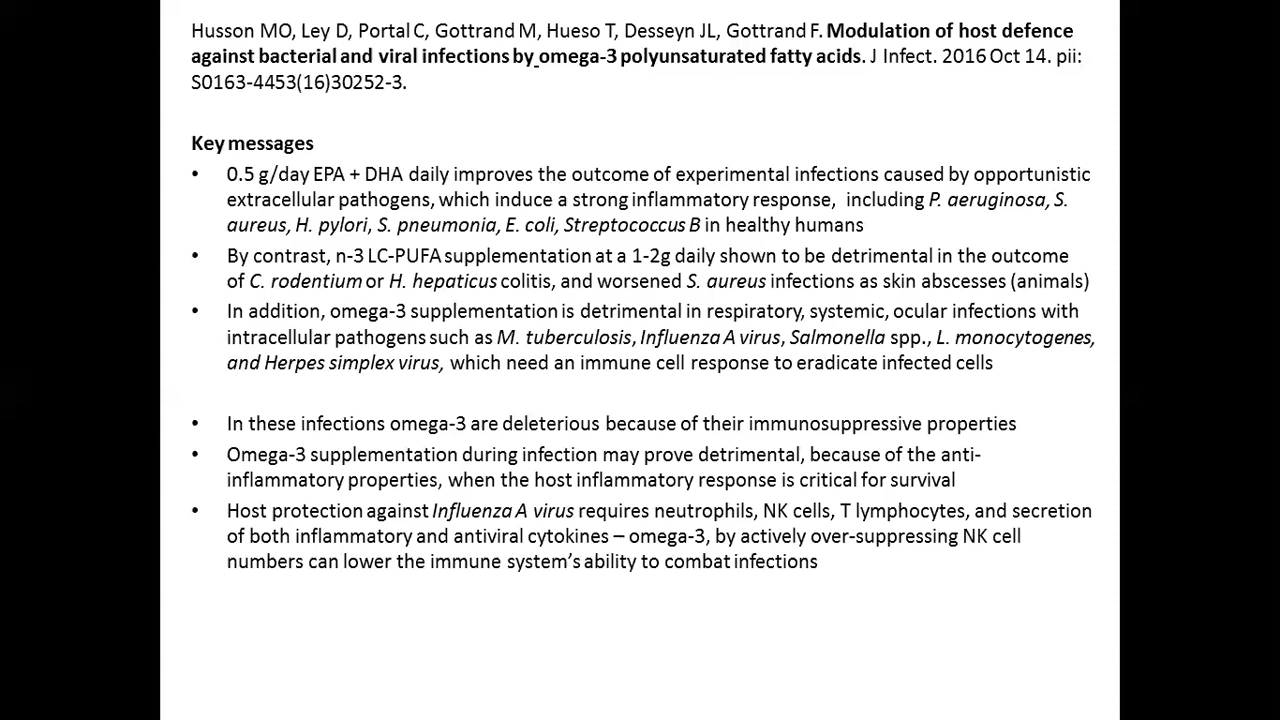 Husson MO, Ley D, Portal C, Gottrand M, Hueso T, Desseyn JL, Gottrand F. Modulation of host defence
against bacterial and viral infections by omega-3 polyunsaturated fatty acids. J Infect. 2016 Oct 14. pii:
S0163-4453(16)30252-3.
Key messages
• 0.5 g/day EPA + DHA daily improves the outcome of experimental infections caused by opportunistic
extracellular pathogens, which induce a strong inflammatory response, including P. aeruginosa, S.
aureus, H. pylori, S. pneumonia, E. coli, Streptococcus B in healthy humans
• By contrast, n-3 LC-PUFA supplementation at a 1-2g daily shown to be detrimental in the outcome
of C. rodentium or H. hepaticus colitis, and worsened S. aureus infections as skin abscesses (animals)
• In addition, omega-3 supplementation is detrimental in respiratory, systemic, ocular infections with
intracellular pathogens such as M. tuberculosis, Influenza A virus, Salmonella spp., L. monocytogenes,
and Herpes simplex virus, which need an immune cell response to eradicate infected cells
• In these infections omega-3 are deleterious because of their immunosuppressive properties
• Omega-3 supplementation during infection may prove detrimental, because of the anti-
inflammatory properties, when the host inflammatory response is critical for survival
• Host protection against Influenza A virus requires neutrophils, NK cells, T lymphocytes, and secretion
of both inflammatory and antiviral cytokines – omega-3, by actively over-suppressing NK cell
numbers can lower the immune system's ability to combat infections